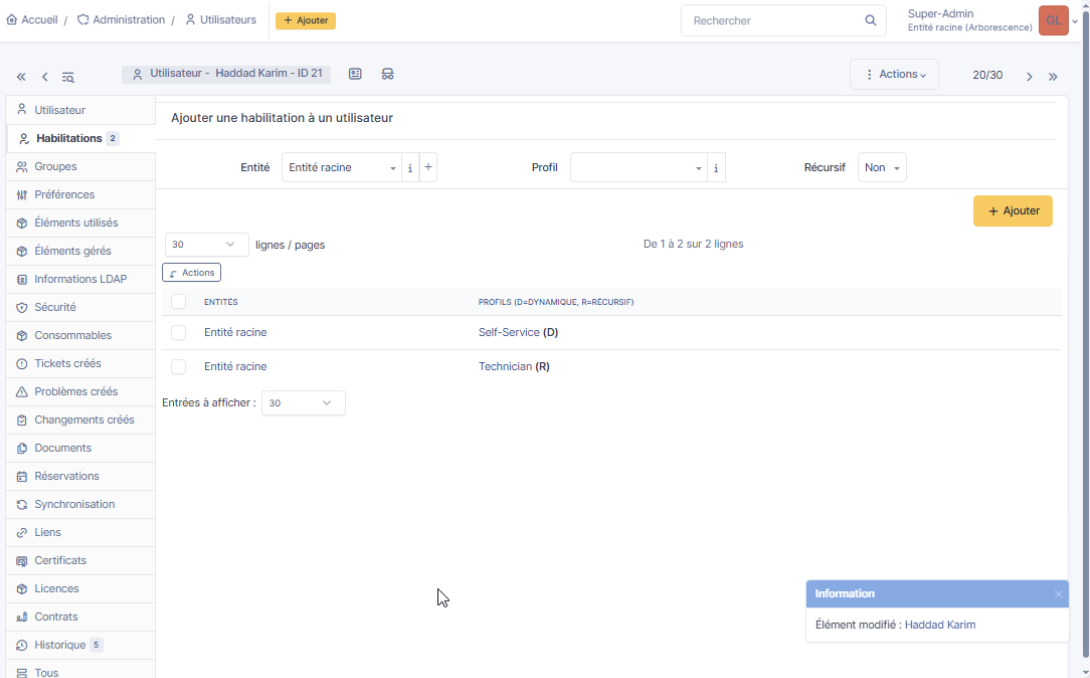 Accueil / Administration / Utilisateurs + Ajouter Rechercher Super-Admin
Entité racine (Arborescence) GL
Utilisateur - Haddad Karim - ID 21 Actions 20/30
Utilisateur
Habilitations 2
Groupes
Préférences
Éléments utilisés
Éléments gérés
Informations LDAP
Sécurité
Consommables
Tickets créés
Problèmes créés
Changements créés
Documents
Réservations
Synchronisation
Liens
Certificats
Licences
Contrats
Historique 5
Tous
Ajouter une habilitation à un utilisateur
Entité Entité racine i + Profil i Récursif Non
+ Ajouter
30 lignes / pages De 1 à 2 sur 2 lignes
Actions
ENTITÉS PROFILS (D=DYNAMIQUE, R=RÉCURSIF)
Entité racine Self-Service (D)
Entité racine Technician (R)
Entrées à afficher : 30
Information ×
Élément modifié : Haddad Karim